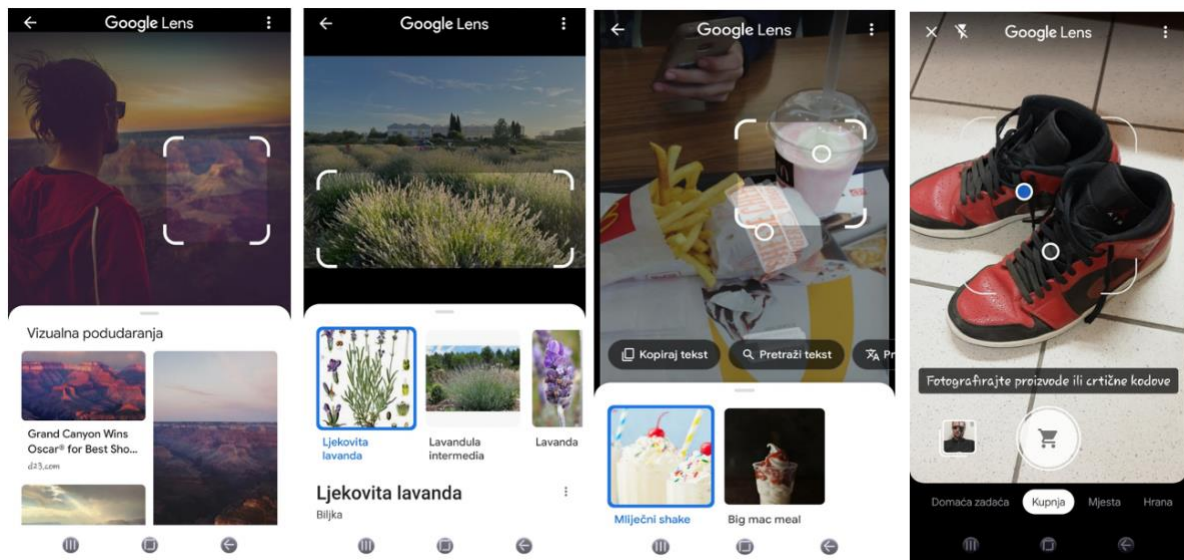 Google Lens
Vizualna podudaranja
Grand Canyon Wins
Oscar® for Best Sho...
d23.com
Google Lens
Ljekovita
lavanda
Lavandula
intermedia
Lavanda
Ljekovita lavanda
Biljka
Google Lens
Kopiraj tekst
Pretraži tekst
Pr
Mliječni shake
Big mac meal
Google Lens
Fotografirajte proizvode ili crtične kodove
Domaća zadaća
Kupnja
Mjesta
Hrana